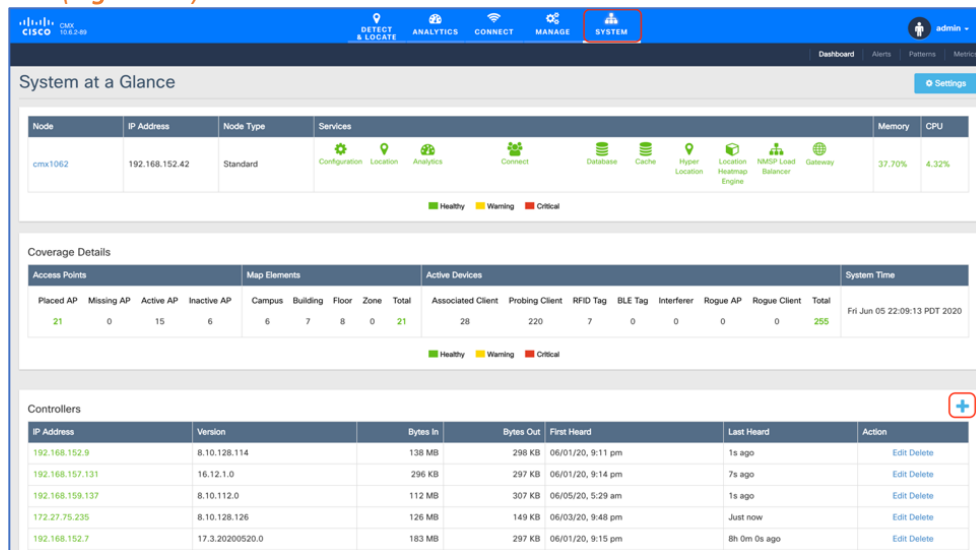 CISCO CMX 10.6.2-89
DETECT & LOCATE
ANALYTICS
CONNECT
MANAGE
SYSTEM
admin
Dashboard Alerts Patterns Metrics
System at a Glance
Settings
Node IP Address Node Type Services Memory CPU
cmx1062 192.168.152.42 Standard
Configuration Location Analytics Connect Database Cache Hyper Location Location Heatmap Engine NMSP Load Balancer Gateway
37.70% 4.32%
Healthy Warning Critical
Coverage Details
Access Points Map Elements Active Devices System Time
Placed AP Missing AP Active AP Inactive AP Campus Building Floor Zone Total Associated Client Probing Client RFID Tag BLE Tag Interferer Rogue AP Rogue Client Total
21 0 15 6 6 7 8 0 21 28 220 7 0 0 0 0 255
Fri Jun 05 22:09:13 PDT 2020
Healthy Warning Critical
Controllers
IP Address Version Bytes In Bytes Out First Heard Last Heard Action
192.168.152.9 8.10.128.114 138 MB 298 KB 06/01/20, 9:11 pm 1s ago Edit Delete
192.168.157.131 16.12.1.0 296 KB 297 KB 06/01/20, 9:14 pm 7s ago Edit Delete
192.168.159.137 8.10.112.0 112 MB 307 KB 06/05/20, 5:29 am 1s ago Edit Delete
172.27.75.235 8.10.128.126 126 MB 149 KB 06/03/20, 9:48 pm Just now Edit Delete
192.168.152.7 17.3.20200520.0 183 MB 297 KB 06/01/20, 9:15 pm 8h 0m 0s ago Edit Delete